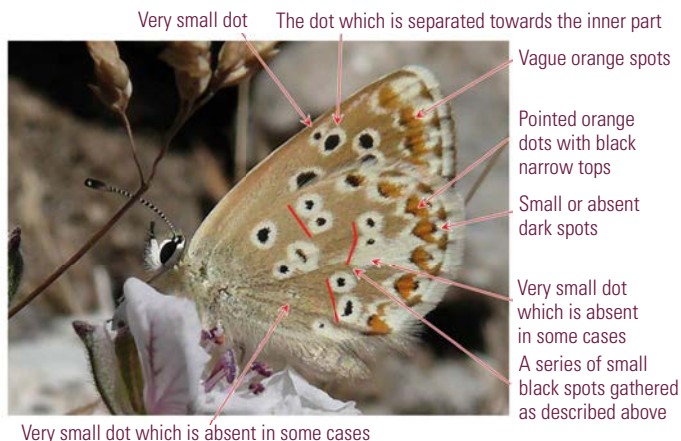 Very small dot
The dot which is separated towards the inner part
Vague orange spots
Pointed orange
dots with black
narrow tops
Small or absent
dark spots
Very small dot
which is absent
in some cases
A series of small
black spots gathered
as described above
Very small dot which is absent in some cases